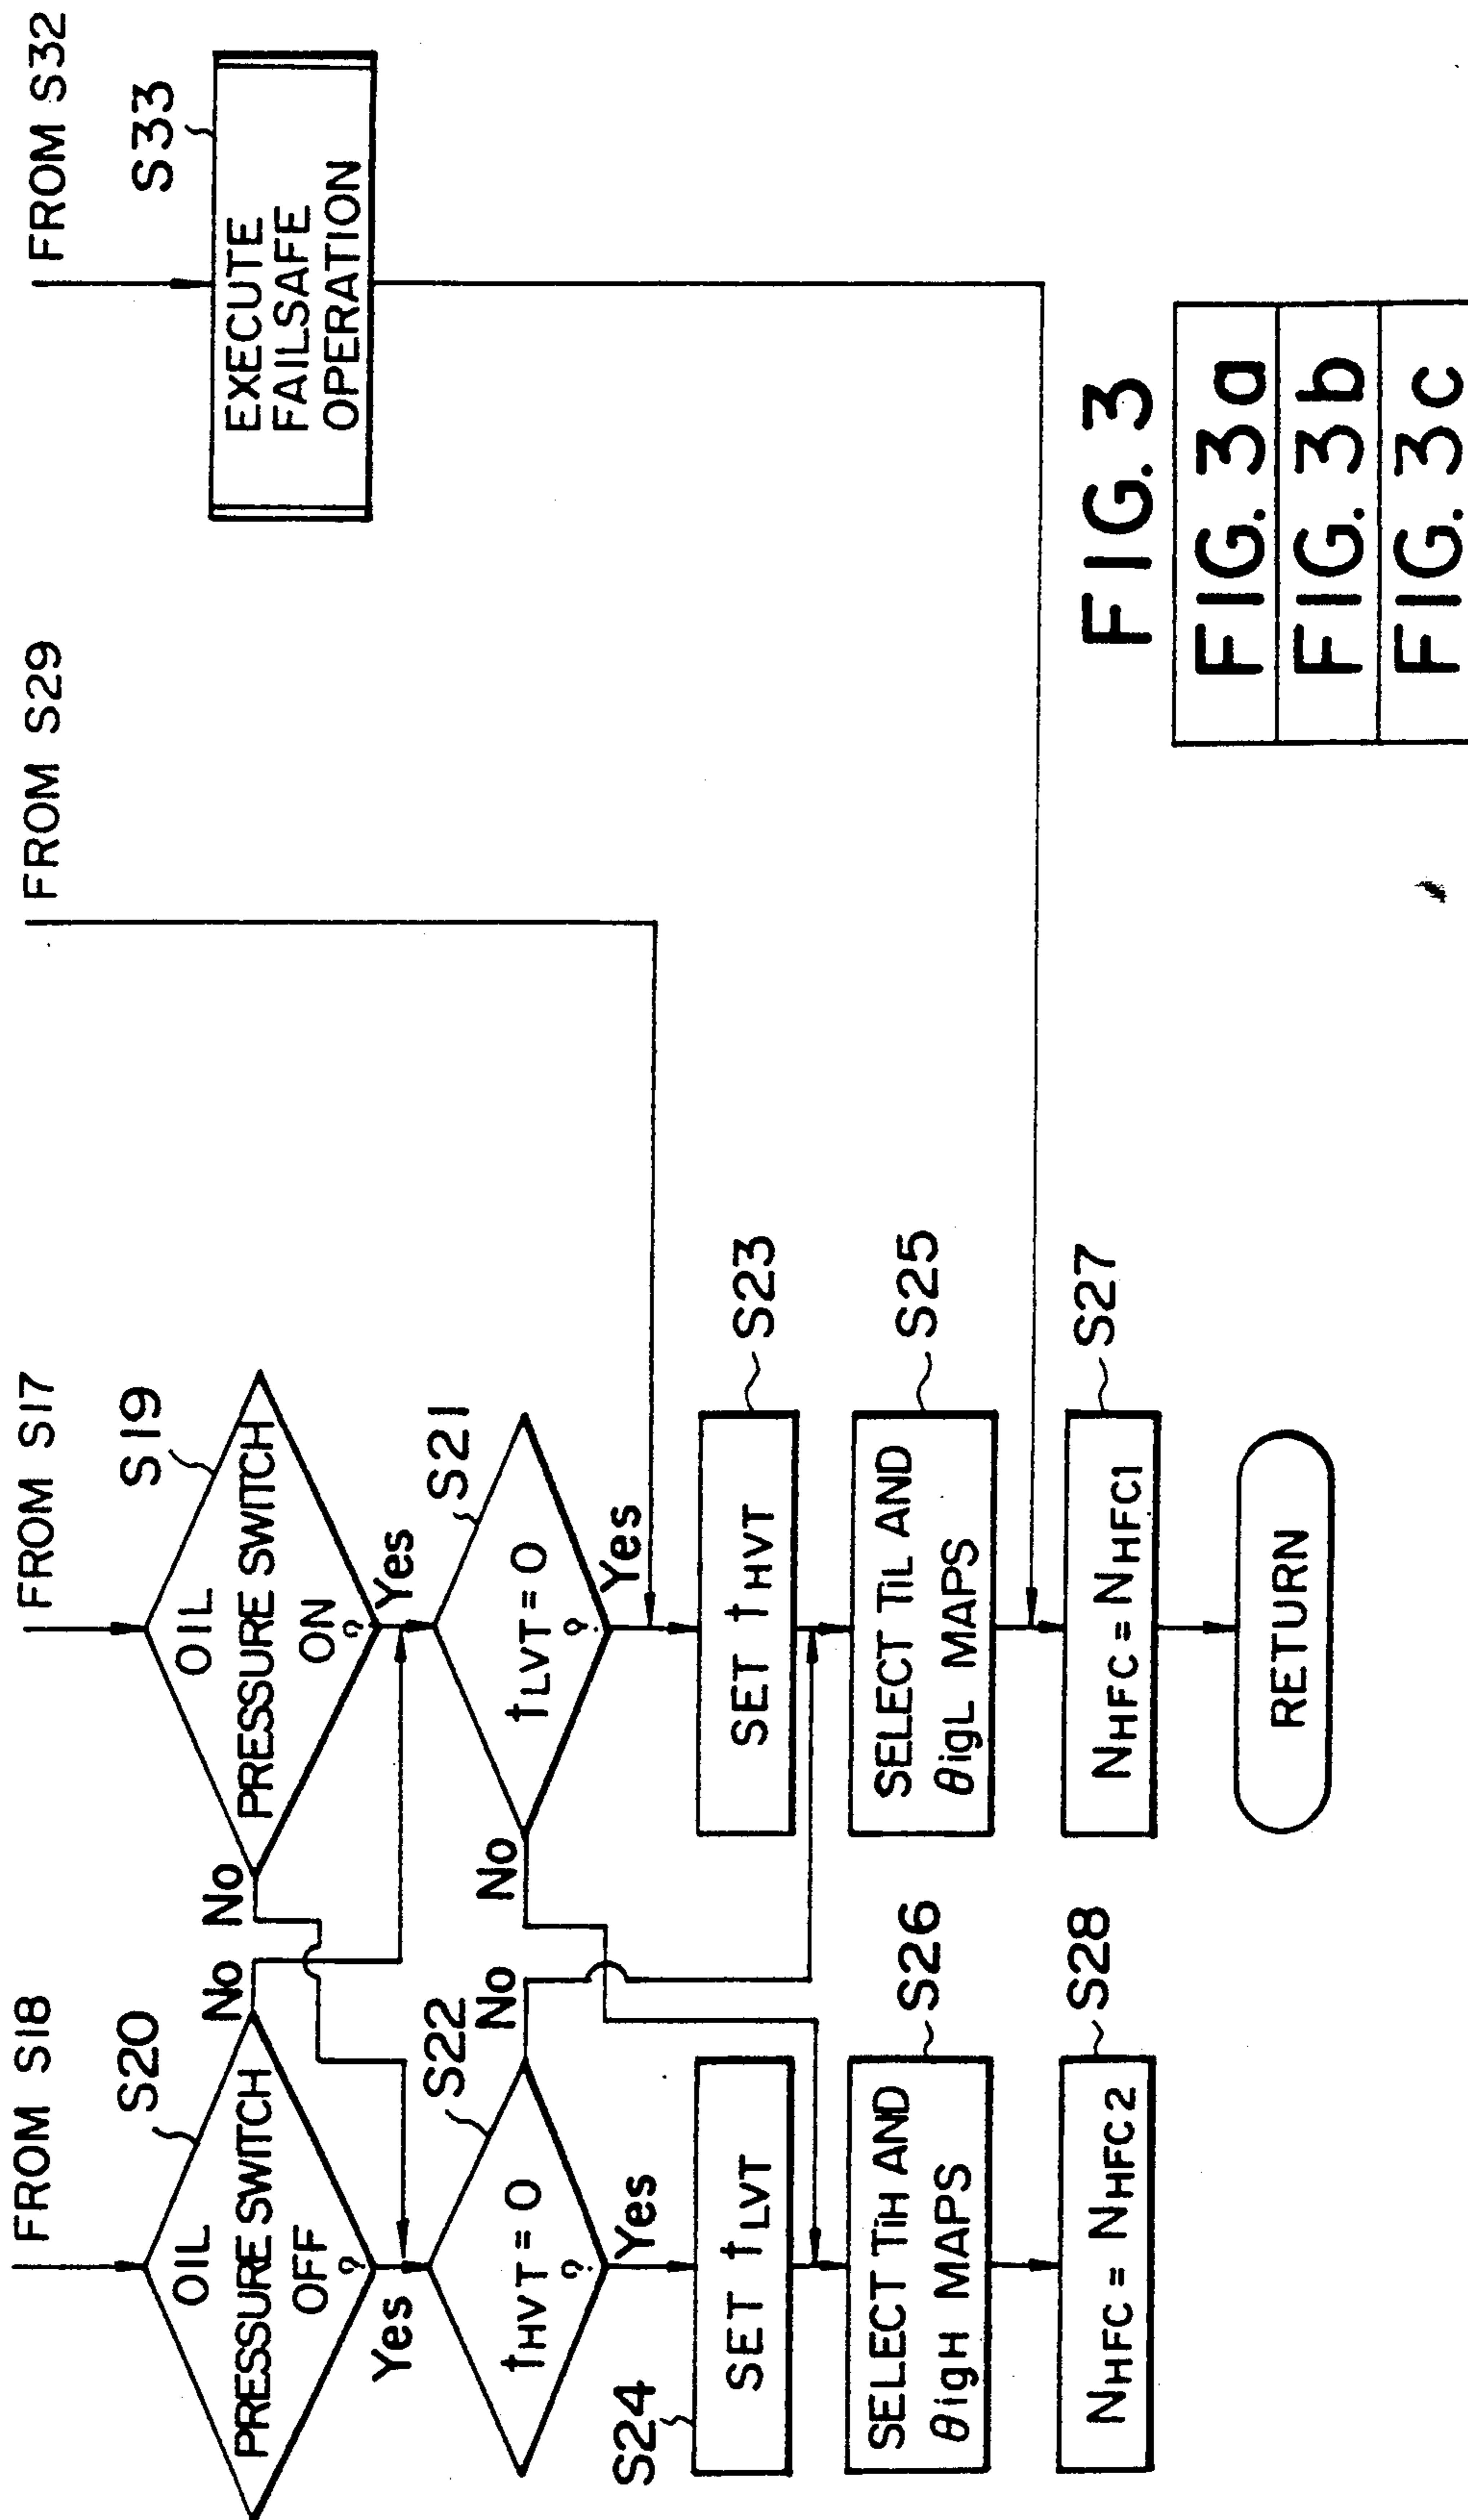 FROM S18
FROM S17
FROM S29
FROM S32
S20
OIL
PRESSURE SWITCH
OFF
?
No
Yes
S19
OIL
PRESSURE SWITCH
ON
?
No
Yes
S33
EXECUTE
FAILSAFE
OPERATION
S22
tHVT = 0
?
No
Yes
S21
tLVT = 0
?
No
Yes
S24
SET tLVT
S23
SET tHVT
S26
SELECT TiH AND
θigH MAPS
S25
SELECT TiL AND
θigL MAPS
S28
NHFC = NHFC2
S27
NHFC = NHFC1
RETURN
FIG. 3
FIG. 3a
FIG. 3b
FIG. 3c